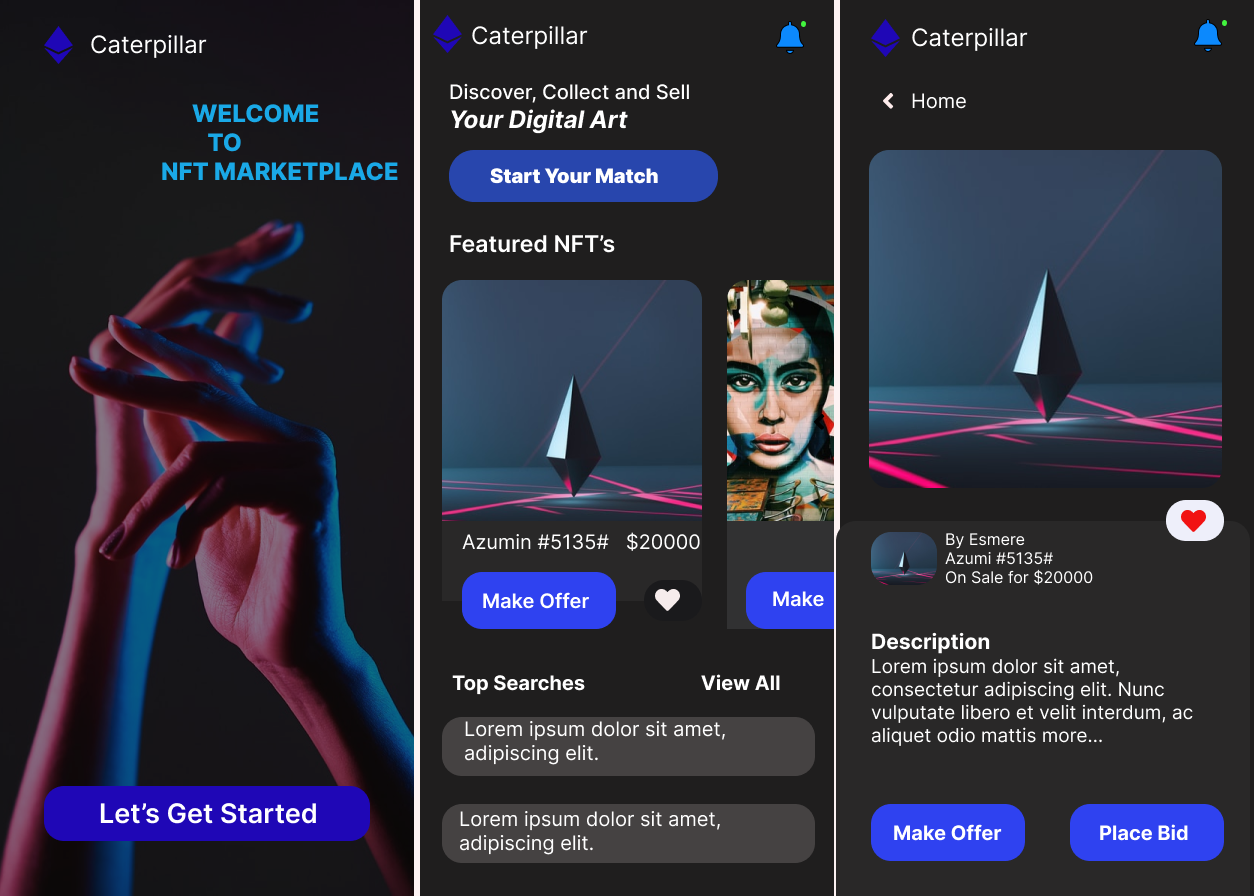 Caterpillar
WELCOME
TO
NFT MARKETPLACE
Let’s Get Started
Caterpillar
Discover, Collect and Sell
Your Digital Art
Start Your Match
Featured NFT’s
Azumin #5135# $20000
Make Offer
Make
Top Searches View All
Lorem ipsum dolor sit amet,
adipiscing elit.
Lorem ipsum dolor sit amet,
adipiscing elit.
Caterpillar
Home
By Esmere
Azumi #5135#
On Sale for $20000
Description
Lorem ipsum dolor sit amet,
consectetur adipiscing elit. Nunc
vulputate libero et velit interdum, ac
aliquet odio mattis more...
Make Offer
Place Bid